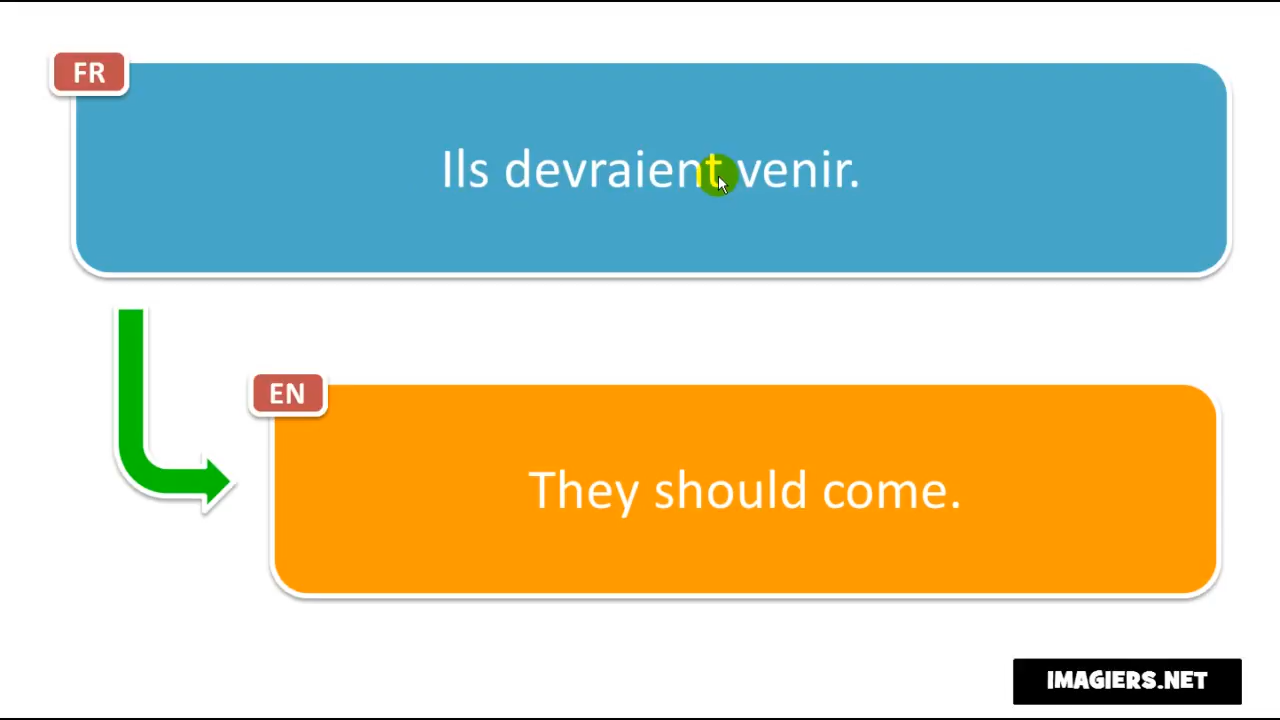 FR
Ils devraient venir.
EN
They should come.
IMAGIERS.NET